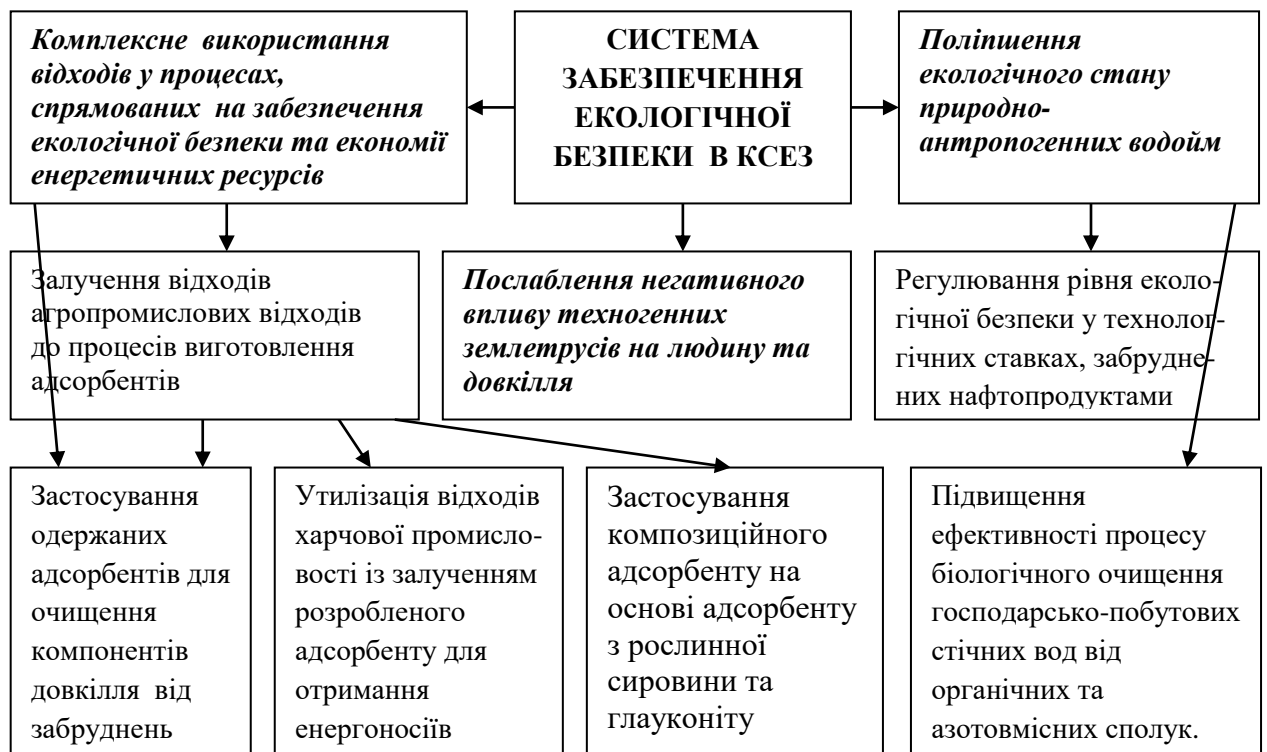 Комплексне використання
відходів у процесах,
спрямованих на забезпечення
екологічної безпеки та економії
енергетичних ресурсів
СИСТЕМА
ЗАБЕЗПЕЧЕННЯ
ЕКОЛОГІЧНОЇ
БЕЗПЕКИ В КСЕЗ
Поліпшення
екологічного стану
природно-
антропогенних водойм
Залучення відходів
агропромислових відходів
до процесів виготовлення
адсорбентів
Послаблення негативного
впливу техногенних
землетрусів на людину та
довкілля
Регулювання рівня еколо-
гічної безпеки у технолог-
гічних ставках, забрудне-
них нафтопродуктами
Застосування
одержаних
адсорбентів для
очищення
компонентів
довкілля від
забруднень
Утилізація відходів
харчової промисло-
вості із залученням
розробленого
адсорбенту для
отримання
енергоносіїв
Застосування
композиційного
адсорбенту на
основі адсорбенту
з рослинної
сировини та
глауконіту
Підвищення
ефективності процесу
біологічного очищення
господарсько-побутових
стічних вод від
органічних та
азотовмісних сполук.